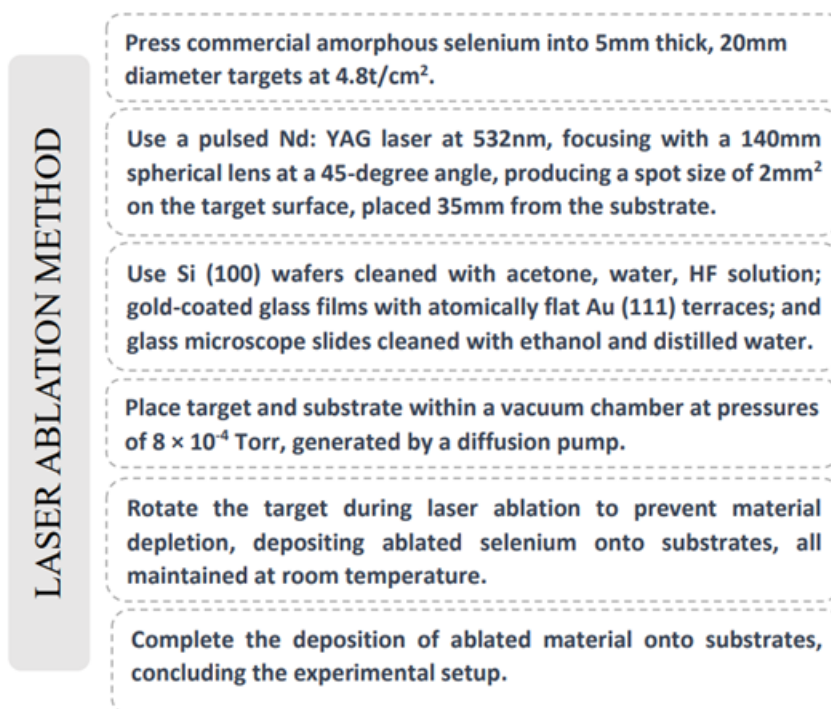 LASER ABLATION METHOD
Press commercial amorphous selenium into 5mm thick, 20mm
diameter targets at 4.8t/cm².
Use a pulsed Nd: YAG laser at 532nm, focusing with a 140mm
spherical lens at a 45-degree angle, producing a spot size of 2mm²
on the target surface, placed 35mm from the substrate.
Use Si (100) wafers cleaned with acetone, water, HF solution;
gold-coated glass films with atomically flat Au (111) terraces; and
glass microscope slides cleaned with ethanol and distilled water.
Place target and substrate within a vacuum chamber at pressures
of 8 × 10⁻⁴ Torr, generated by a diffusion pump.
Rotate the target during laser ablation to prevent material
depletion, depositing ablated selenium onto substrates, all
maintained at room temperature.
Complete the deposition of ablated material onto substrates,
concluding the experimental setup.